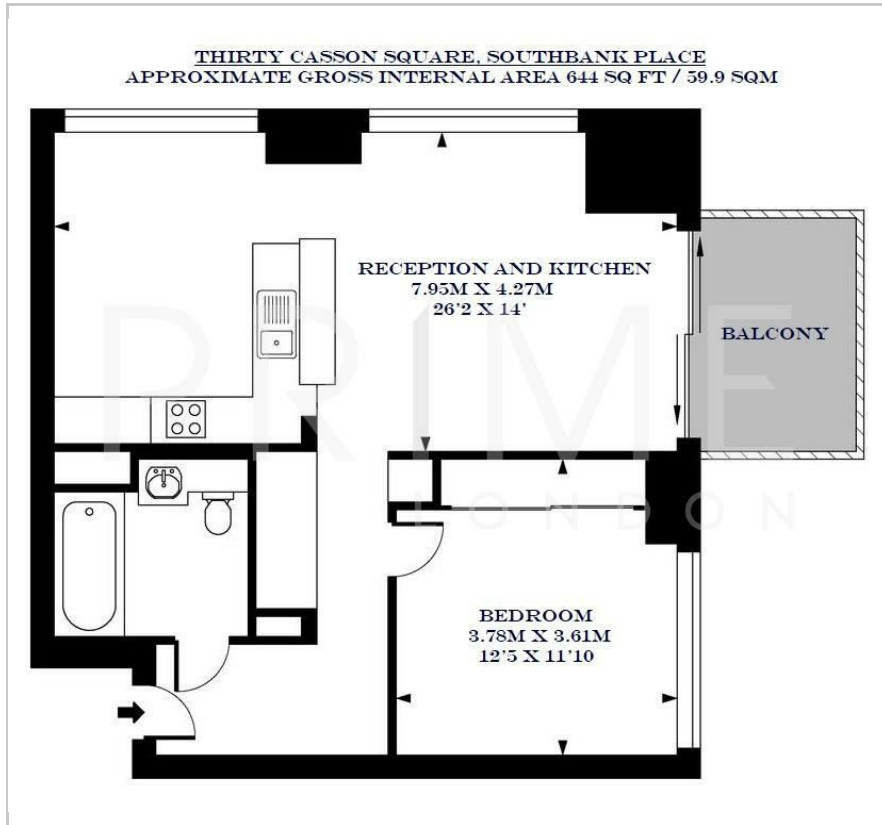 THIRTY CASSON SQUARE, SOUTHBANK PLACE
APPROXIMATE GROSS INTERNAL AREA 644 SQ FT / 59.9 SQM
RECEPTION AND KITCHEN
7.95M X 4.27M
26'2 X 14'
BALCONY
PRIME
LONDON
BEDROOM
3.78M X 3.61M
12'5 X 11'10